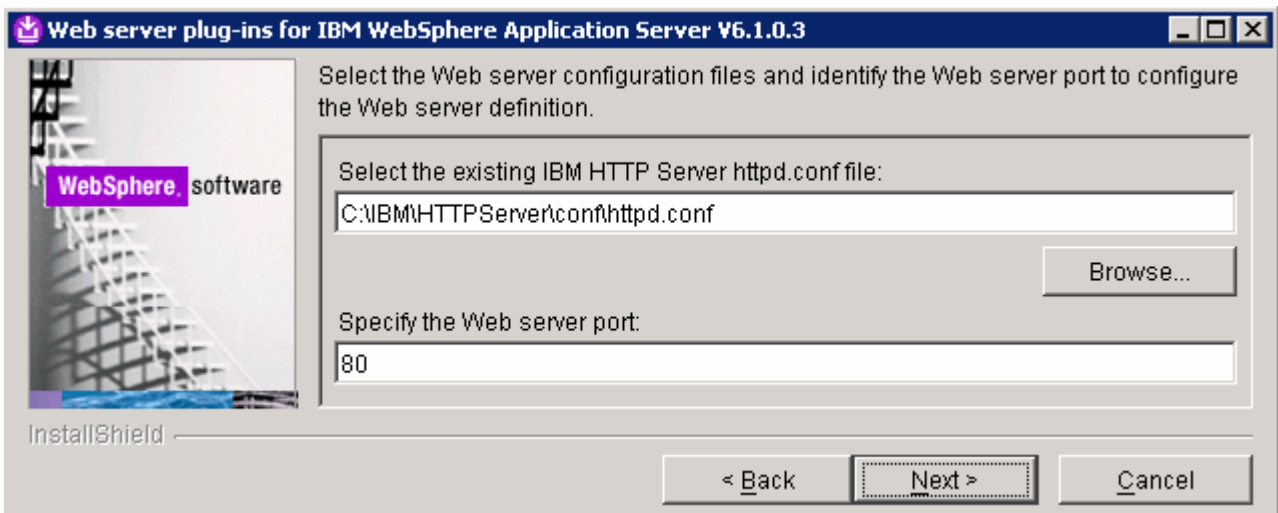 Web server plug-ins for IBM WebSphere Application Server V6.1.0.3
Select the Web server configuration files and identify the Web server port to configure
the Web server definition.
WebSphere. software
Select the existing IBM HTTP Server httpd.conf file:
C:\IBM\HTTPServer\conf\httpd.conf
Browse...
Specify the Web server port:
80
InstallShield
< Back
Next >
Cancel